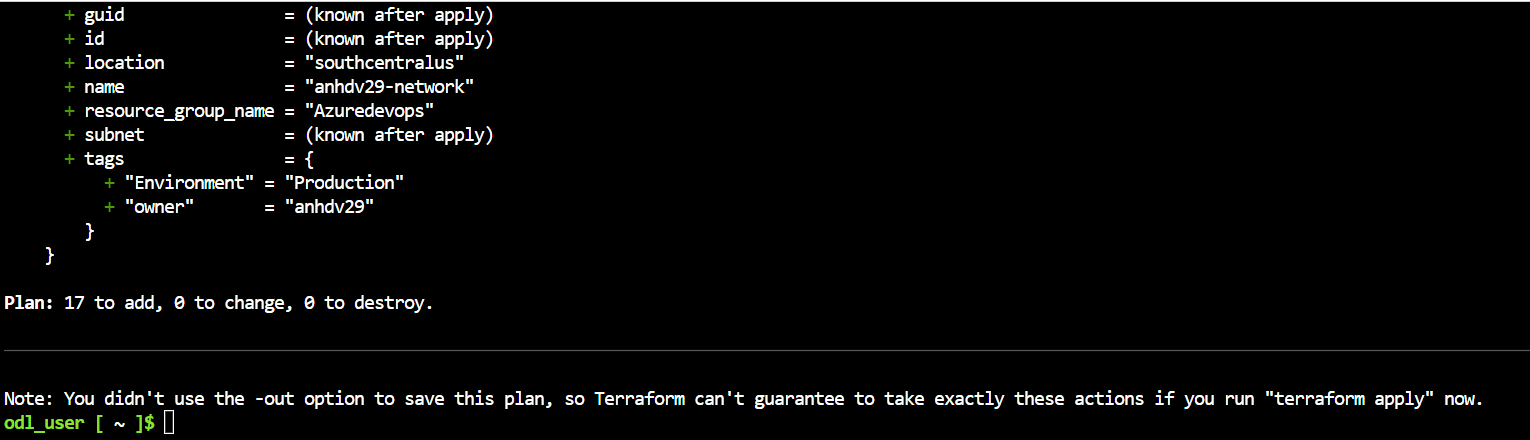 + guid                = (known after apply)
+ id                  = (known after apply)
+ location            = "southcentralus"
+ name                = "anhdv29-network"
+ resource_group_name = "Azuredevops"
+ subnet              = (known after apply)
+ tags                = {
+ "Environment" = "Production"
+ "owner"       = "anhdv29"
}
}
Plan: 17 to add, 0 to change, 0 to destroy.
Note: You didn't use the -out option to save this plan, so Terraform can't guarantee to take exactly these actions if you run "terraform apply" now.
odl_user [ ~ ]$